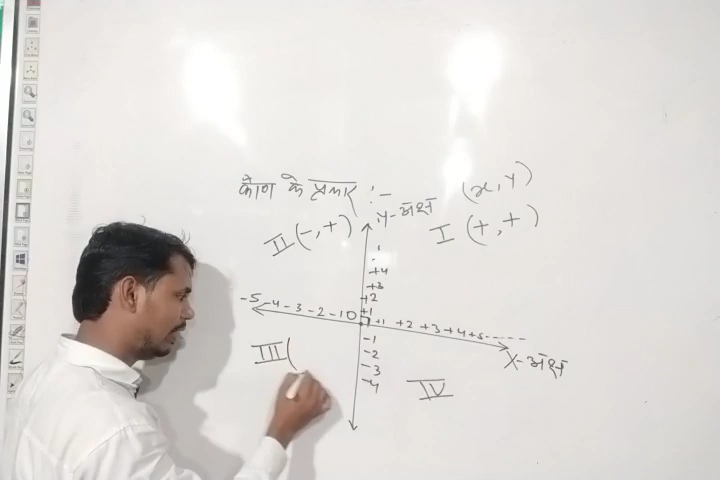 कोण के प्रकार :-
(x, y)
y-अक्ष
II (-, +)
I (+, +)
+4
+3
+2
+1
-5 -4 -3 -2 -1 0 +1 +2 +3 +4 +5 -----
-1
-2
-3
-4
X-अक्ष
III (
IV